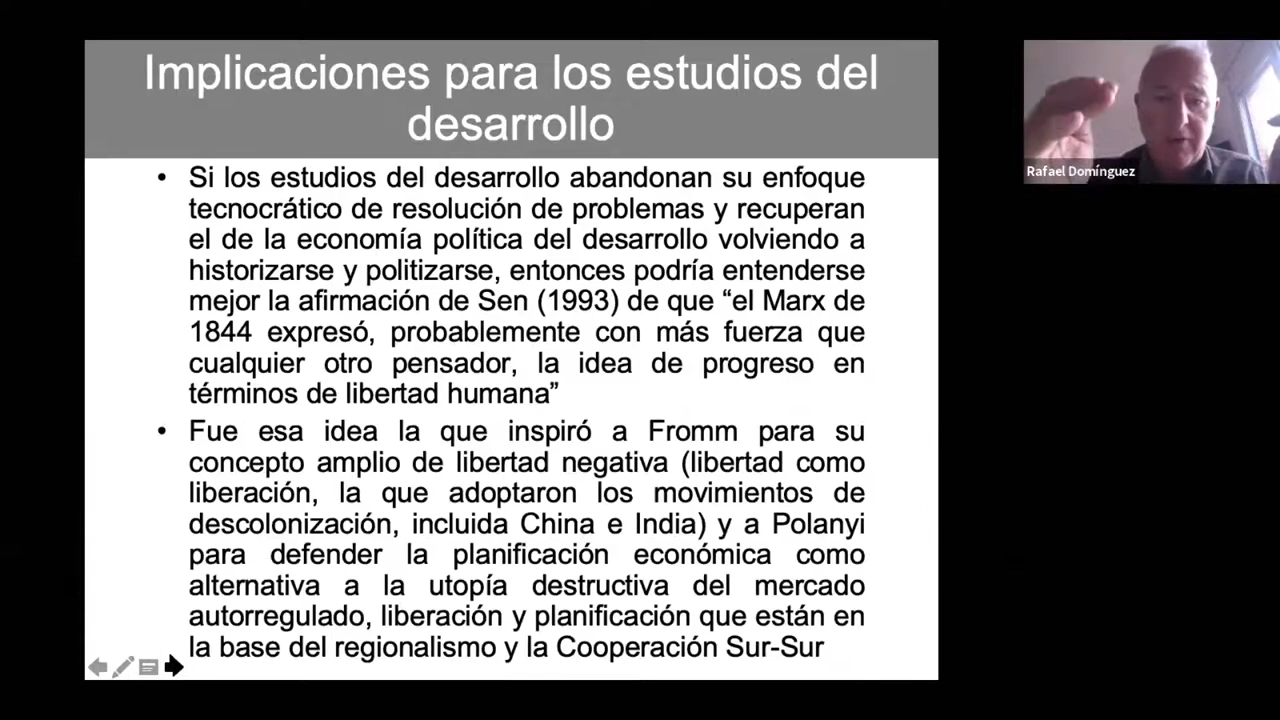 Implicaciones para los estudios del
desarrollo
• Si los estudios del desarrollo abandonan su enfoque
tecnocrático de resolución de problemas y recuperan
el de la economía política del desarrollo volviendo a
historizarse y politizarse, entonces podría entenderse
mejor la afirmación de Sen (1993) de que “el Marx de
1844 expresó, probablemente con más fuerza que
cualquier otro pensador, la idea de progreso en
términos de libertad humana”
• Fue esa idea la que inspiró a Fromm para su
concepto amplio de libertad negativa (libertad como
liberación, la que adoptaron los movimientos de
descolonización, incluida China e India) y a Polanyi
para defender la planificación económica como
alternativa a la utopía destructiva del mercado
autorregulado, liberación y planificación que están en
la base del regionalismo y la Cooperación Sur-Sur
Rafael Domínguez